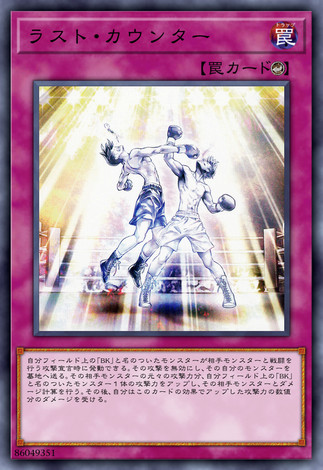 ラスト・カウンター
トラップ
罠
【罠カード】
自分フィールド上の「BK」と名のついたモンスターが相手モンスターと戦闘を
行う攻撃宣言時に発動できる。その攻撃を無効にし、その自分のモンスターを
墓地へ送る。その相手モンスターの元々の攻撃力分、自分フィールド上の「BK」
と名のついたモンスター1体の攻撃力をアップし、その相手モンスターとダメー
ジ計算を行う。その後、自分はこのカードの効果でアップした攻撃力の数値
分のダメージを受ける。
86049351